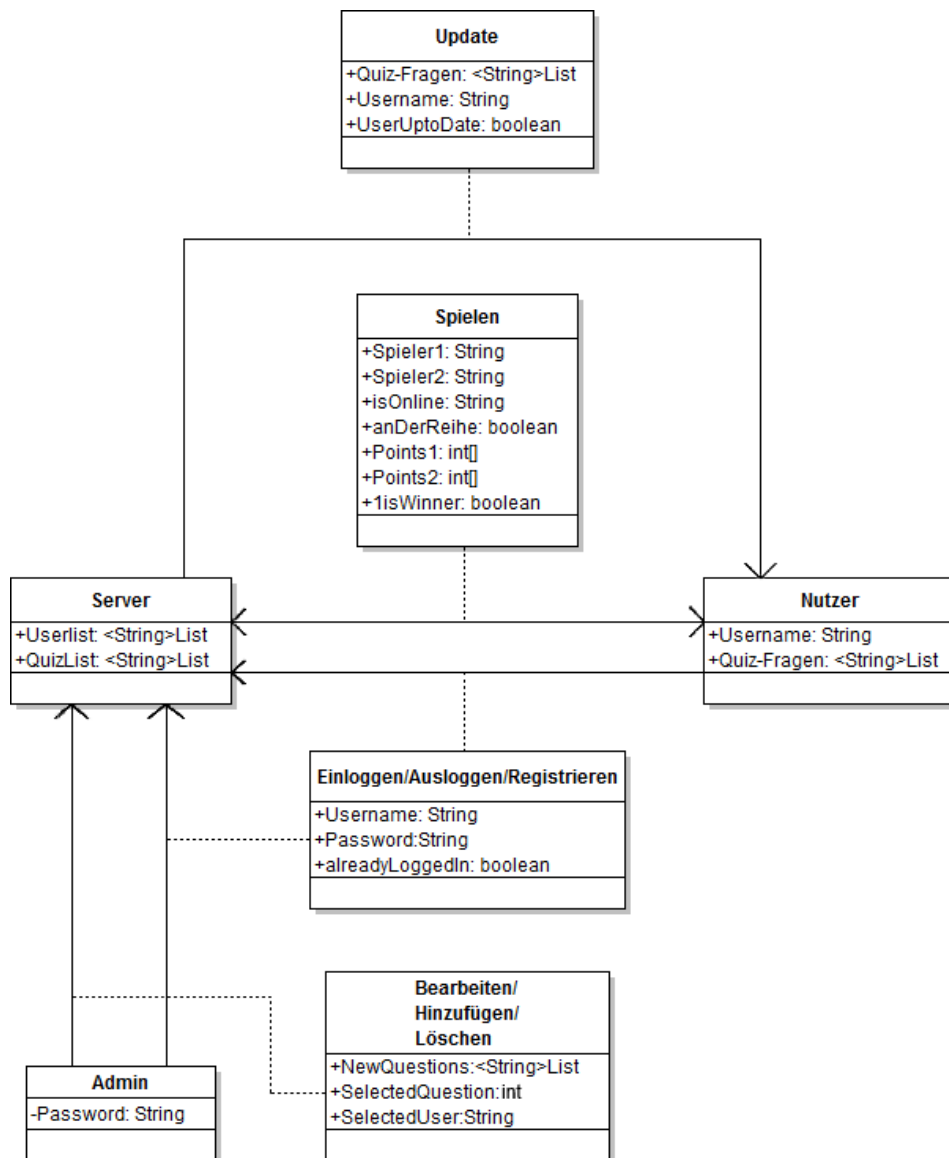 Update
+Quiz-Fragen: <String>List
+Username: String
+UserUptoDate: boolean
Spielen
+Spieler1: String
+Spieler2: String
+isOnline: String
+anDerReihe: boolean
+Points1: int[]
+Points2: int[]
+1isWinner: boolean
Server
+Userlist: <String>List
+QuizList: <String>List
Nutzer
+Username: String
+Quiz-Fragen: <String>List
Einloggen/Ausloggen/Registrieren
+Username: String
+Password:String
+alreadyLoggedIn: boolean
Bearbeiten/
Hinzufügen/
Löschen
+NewQuestions:<String>List
+SelectedQuestion:int
+SelectedUser:String
Admin
-Password: String